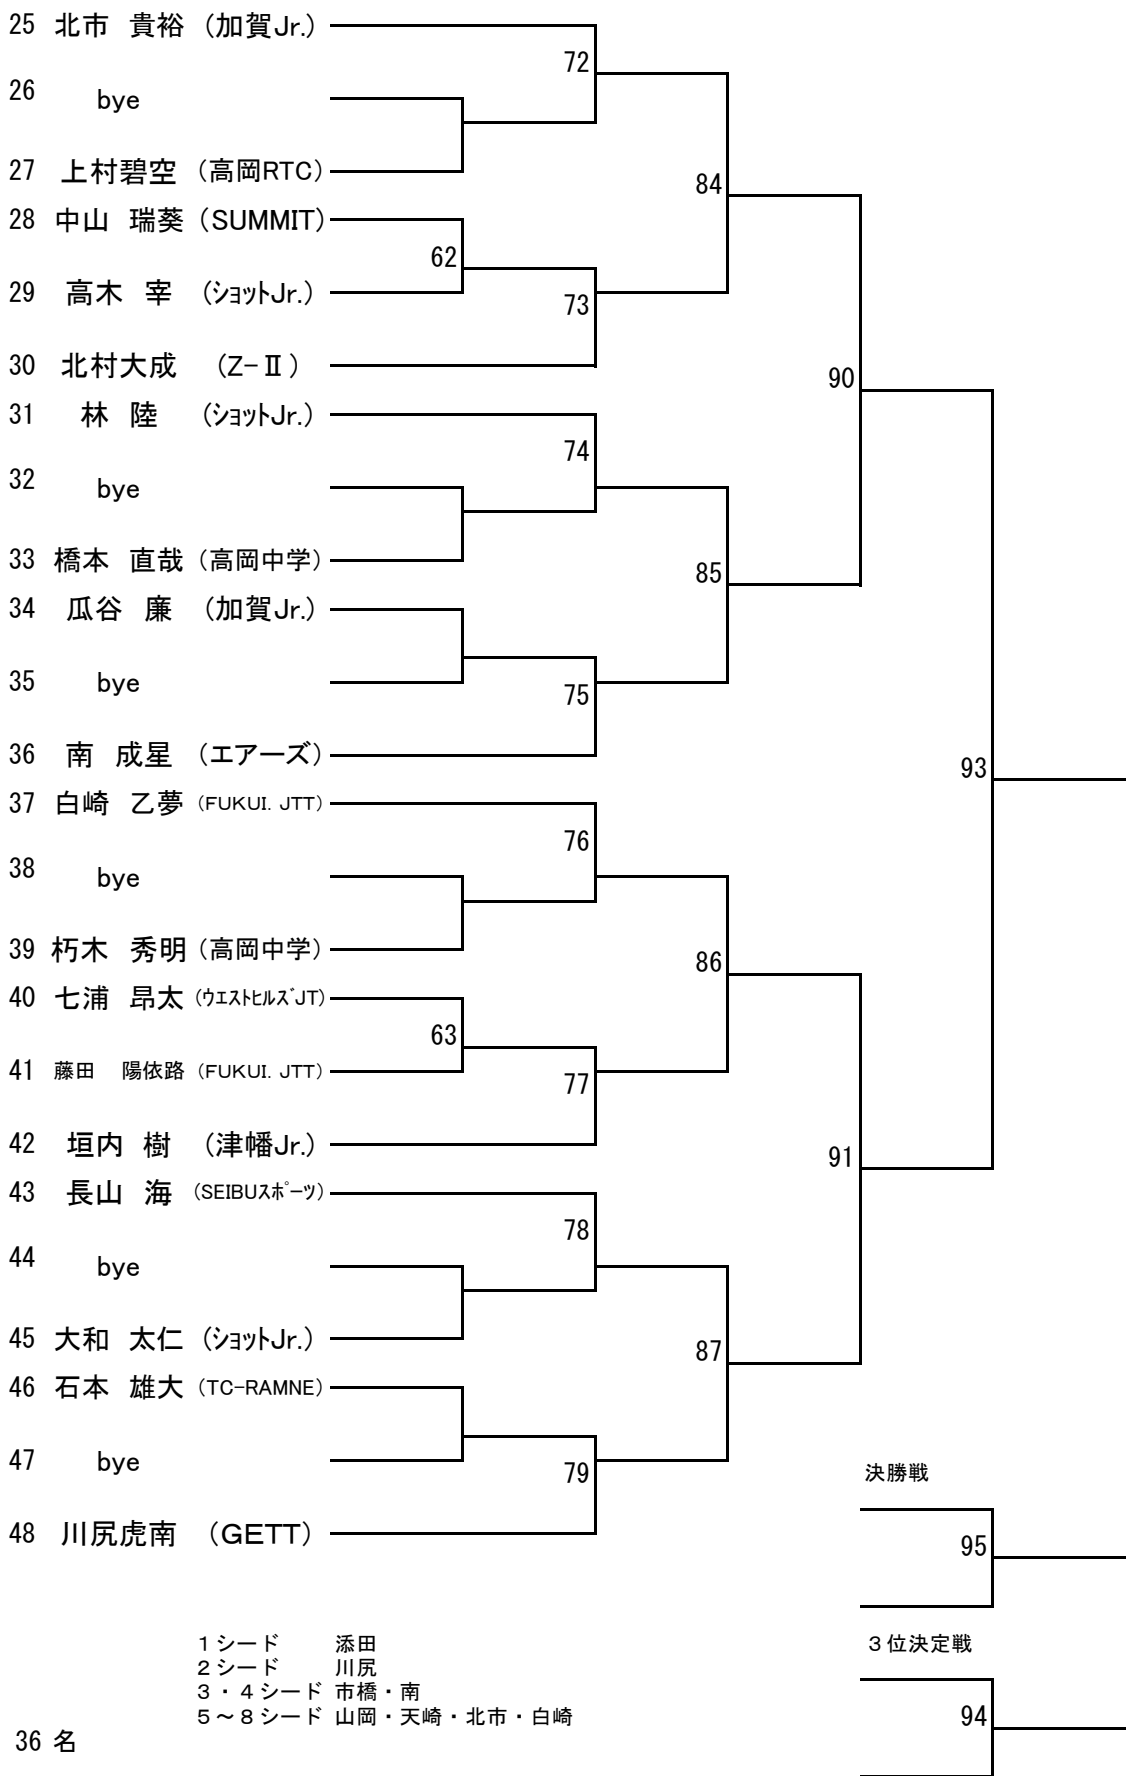 25 北市 貴裕 (加賀Jr.)
72
26 bye
27 上村碧空 (高岡RTC)
84
28 中山 瑞葵 (SUMMIT)
62
29 高木 宰 (ショットJr.)
73
30 北村大成 (Z-Ⅱ)
90
31 林 陸 (ショットJr.)
74
32 bye
33 橋本 直哉 (高岡中学)
85
34 瓜谷 廉 (加賀Jr.)
35 bye
75
36 南 成星 (エアーズ)
93
37 白崎 乙夢 (FUKUI. JTT)
76
38 bye
39 朽木 秀明 (高岡中学)
86
40 七浦 昂太 (ウエストヒルズJT)
63
41 藤田 陽依路 (FUKUI. JTT)
77
42 垣内 樹 (津幡Jr.)
91
43 長山 海 (SEIBUスポーツ)
78
44 bye
45 大和 太仁 (ショットJr.)
87
46 石本 雄大 (TC-RAMNE)
47 bye
79
決勝戦
48 川尻虎南 (GETT)
95
1シード 添田
3位決定戦
2シード 川尻
3・4シード 市橋・南
5～8シード 山岡・天崎・北市・白崎
94
36 名